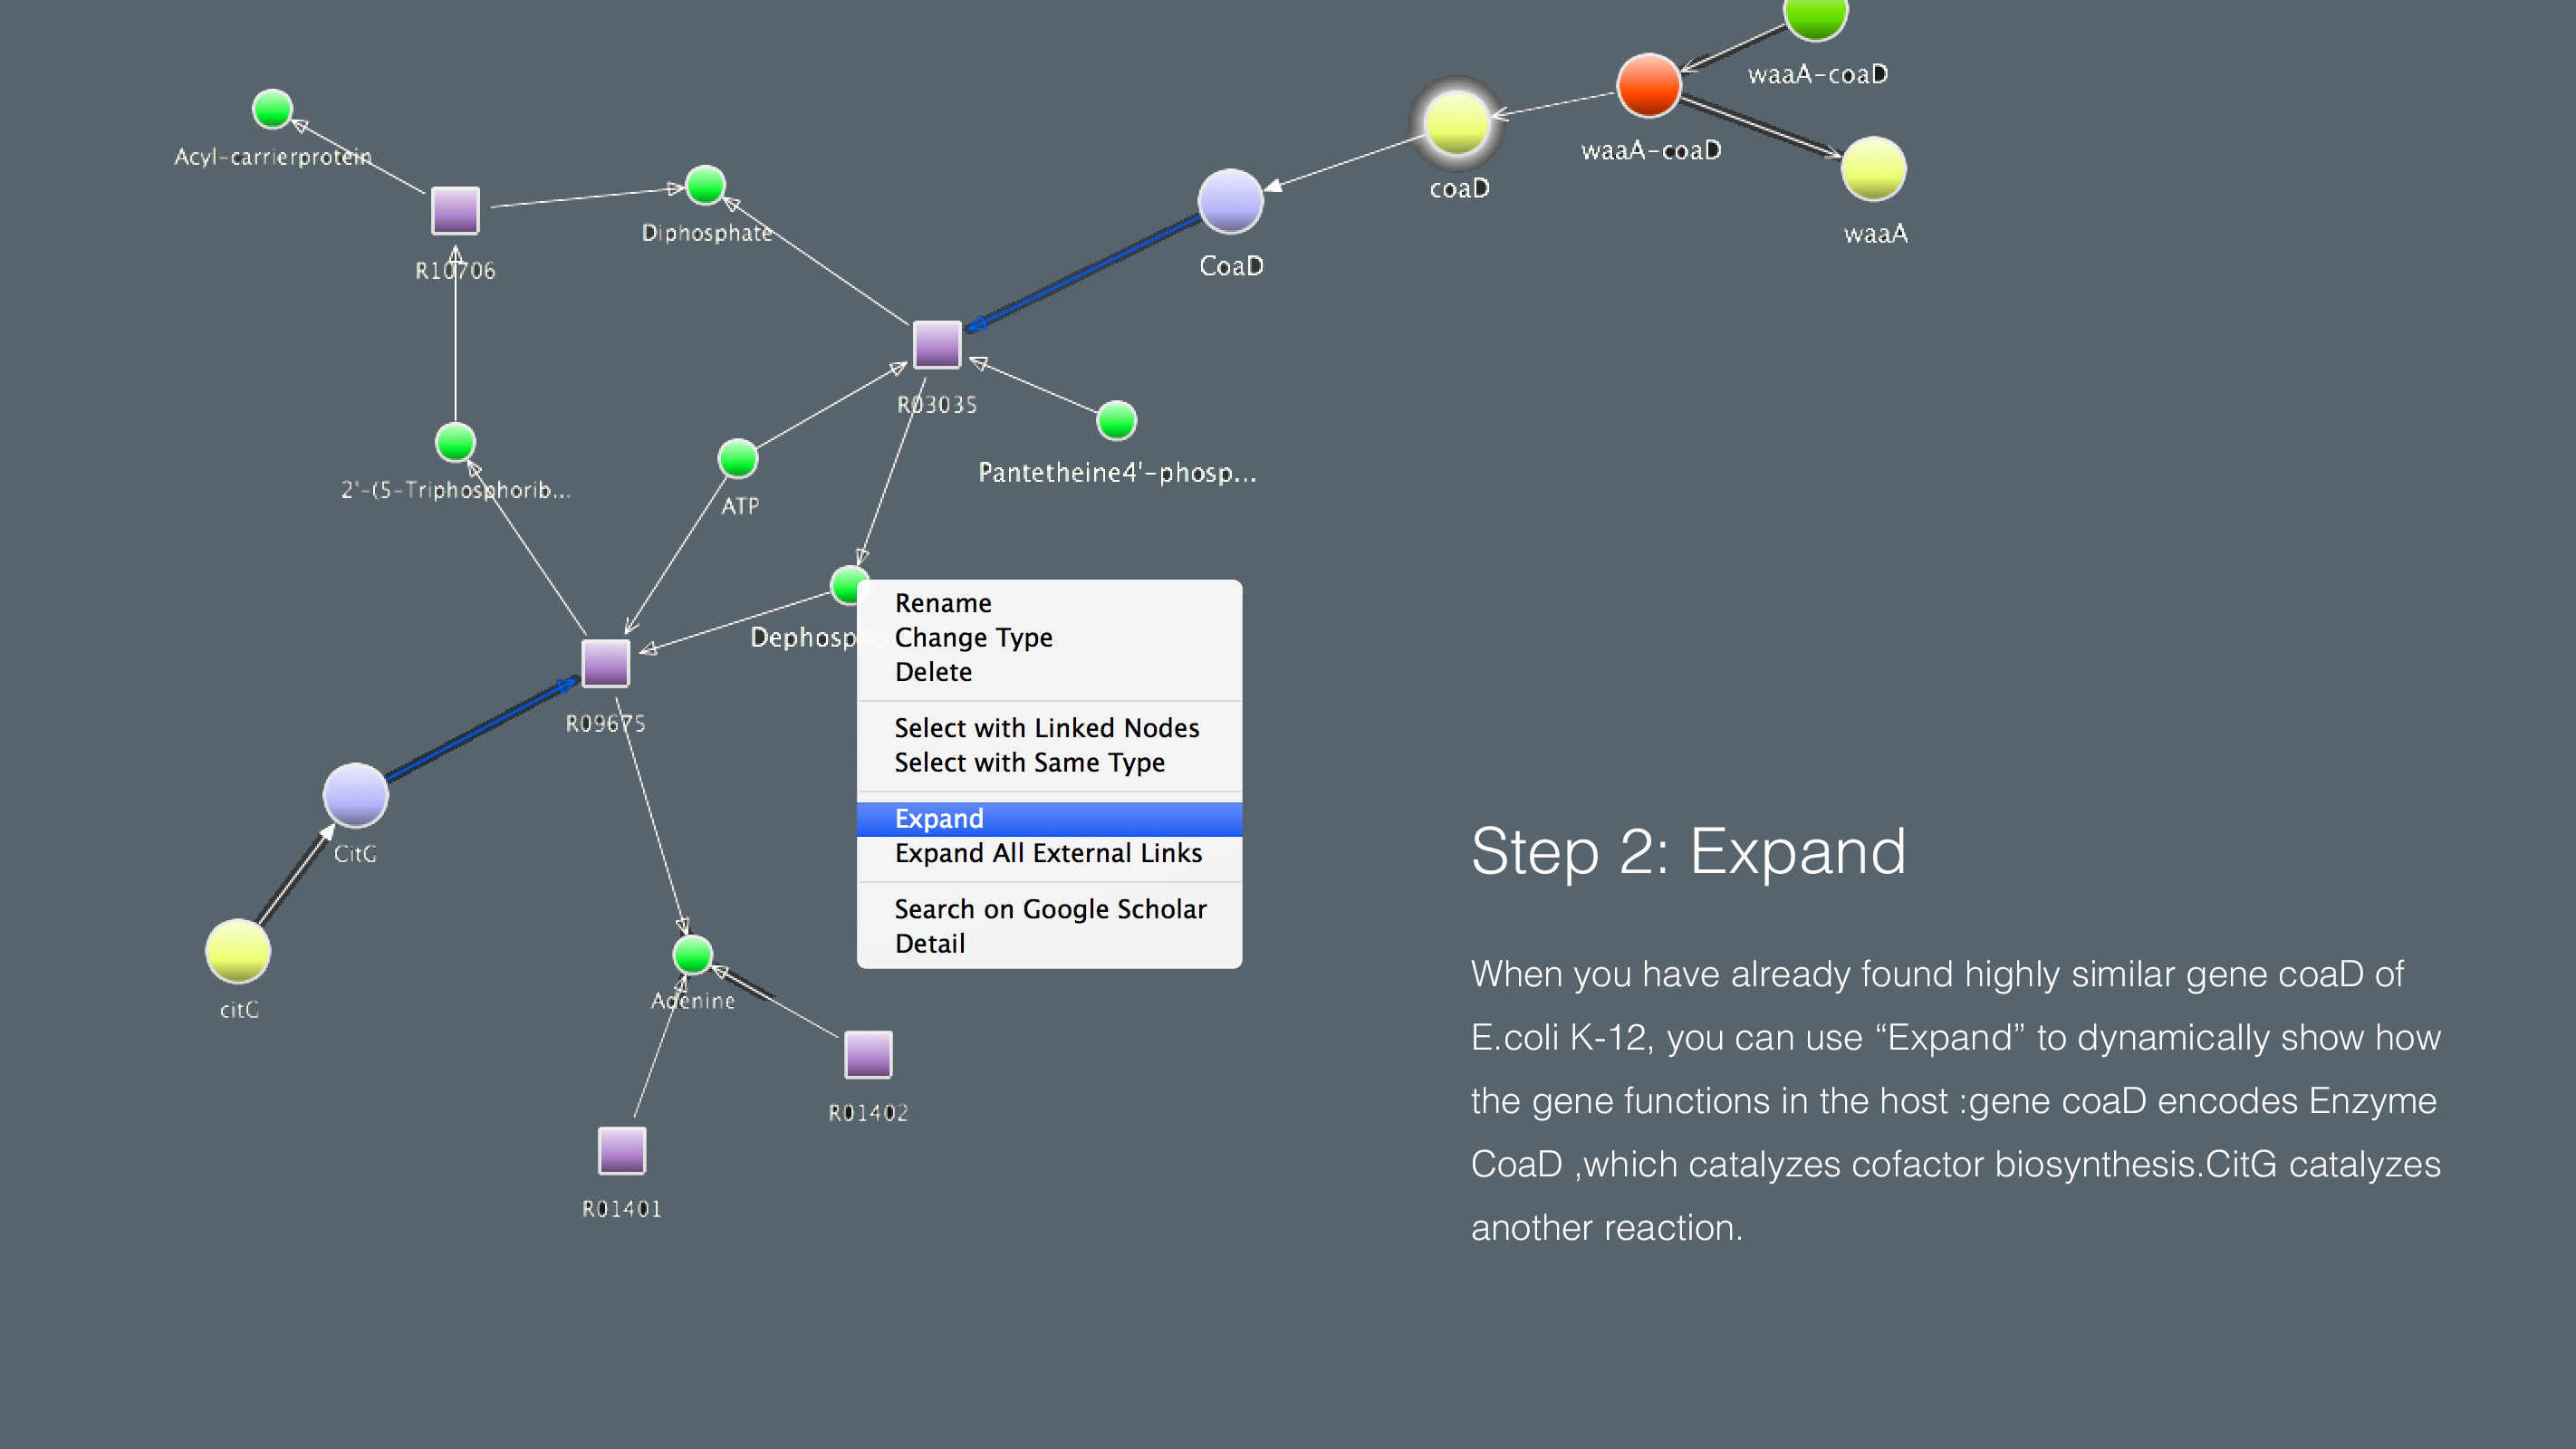 waaA-coaD
Acyl-carrierprotein
waaA-coaD
coaD
Diphosphate
waaA
CoaD
R10706
R03035
Pantetheine4'-phosp...
2'-(5-Triphosphorib...
ATP
Rename
Dephosp
Change Type
Delete
R09675
Select with Linked Nodes
Select with Same Type
Expand
CitG
Expand All External Links
Search on Google Scholar
Detail
Adenine
citG
R01402
R01401
Step 2: Expand
When you have already found highly similar gene coaD of
E.coli K-12, you can use “Expand” to dynamically show how
the gene functions in the host :gene coaD encodes Enzyme
CoaD ,which catalyzes cofactor biosynthesis.CitG catalyzes
another reaction.